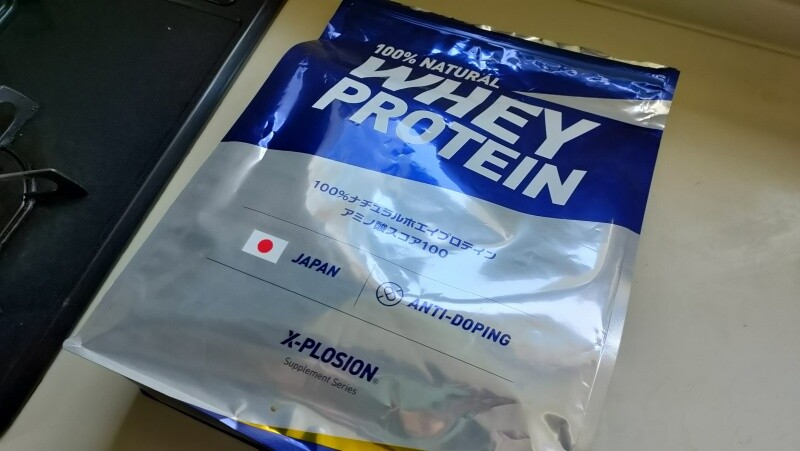 100% NATURAL
WHEY
PROTEIN
100%ナチュラルホエイプロテイン
アミノ酸スコア100
JAPAN
ANTI-DOPING
X-PLOSION®
Supplement Series